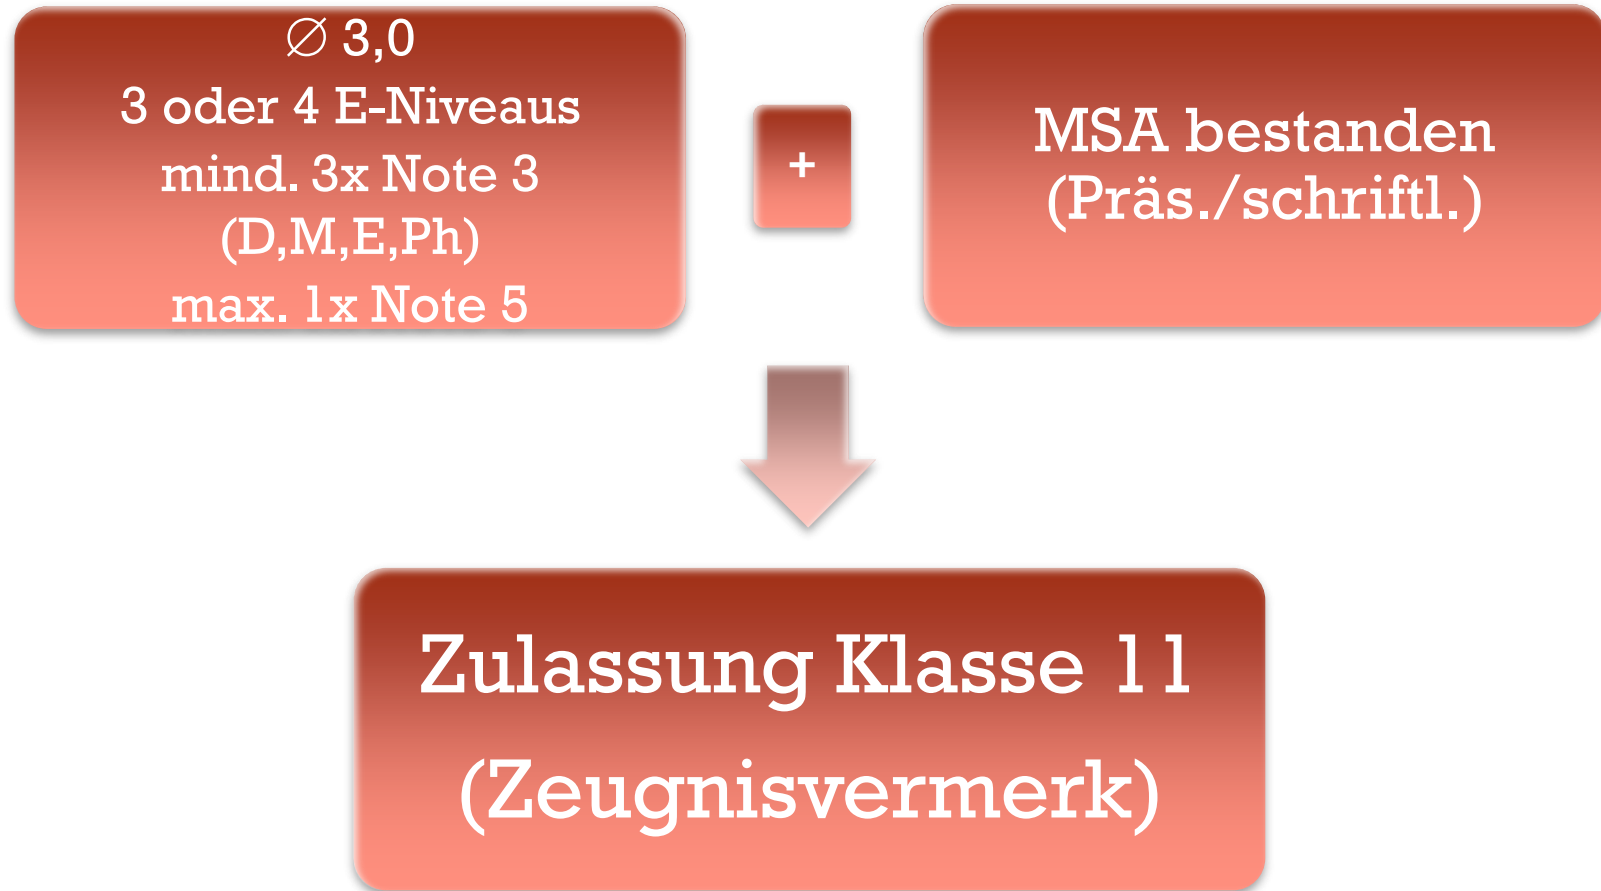 ∅ 3,0
3 oder 4 E-Niveaus
mind. 3x Note 3
(D,M,E,Ph)
max. 1x Note 5
+
MSA bestanden
(Präs./schriftl.)
Zulassung Klasse 11
(Zeugnisvermerk)